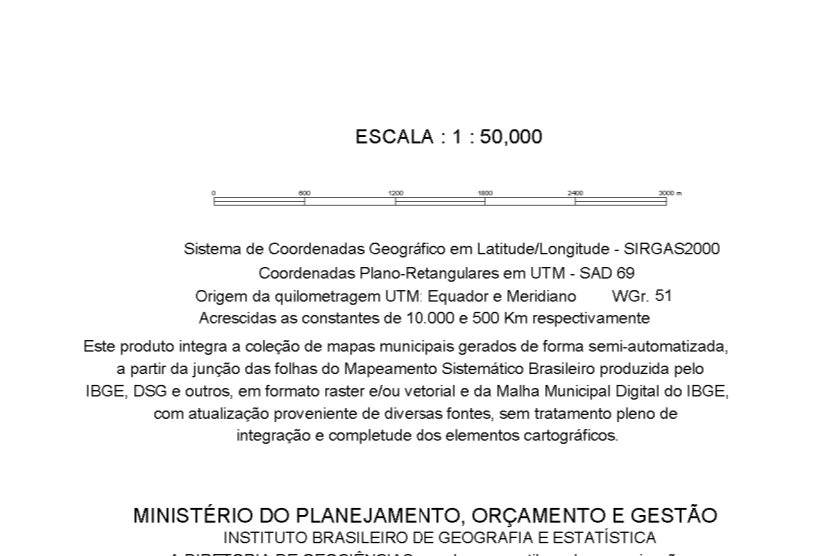 ESCALA : 1 : 50,000
0 600 1200 1800 2400 3000 m
Sistema de Coordenadas Geográfico em Latitude/Longitude - SIRGAS2000
Coordenadas Plano-Retangulares em UTM - SAD 69
Origem da quilometragem UTM: Equador e Meridiano WGr. 51
Acrescidas as constantes de 10.000 e 500 Km respectivamente
Este produto integra a coleção de mapas municipais gerados de forma semi-automatizada,
a partir da junção das folhas do Mapeamento Sistemático Brasileiro produzida pelo
IBGE, DSG e outros, em formato raster e/ou vetorial e da Malha Municipal Digital do IBGE,
com atualização proveniente de diversas fontes, sem tratamento pleno de
integração e completude dos elementos cartográficos.
MINISTÉRIO DO PLANEJAMENTO, ORÇAMENTO E GESTÃO
INSTITUTO BRASILEIRO DE GEOGRAFIA E ESTATÍSTICA
A DIRETORIA DE GEOCIÊNCIAS